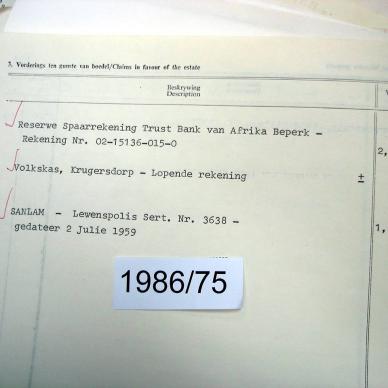 3. Vorderings ten gunste van boedel/Claims in favour of the estate
Beskrywing
Description
Reserwe Spaarrekening Trust Bank van Afrika Beperk –
Rekening Nr. 02-15136-015-0
2,
Volkskas, Krugersdorp – Lopende rekening ±
SANLAM – Lewenspolis Sert. Nr. 3638 –
gedateer 2 Julie 1959
1,
1986/75